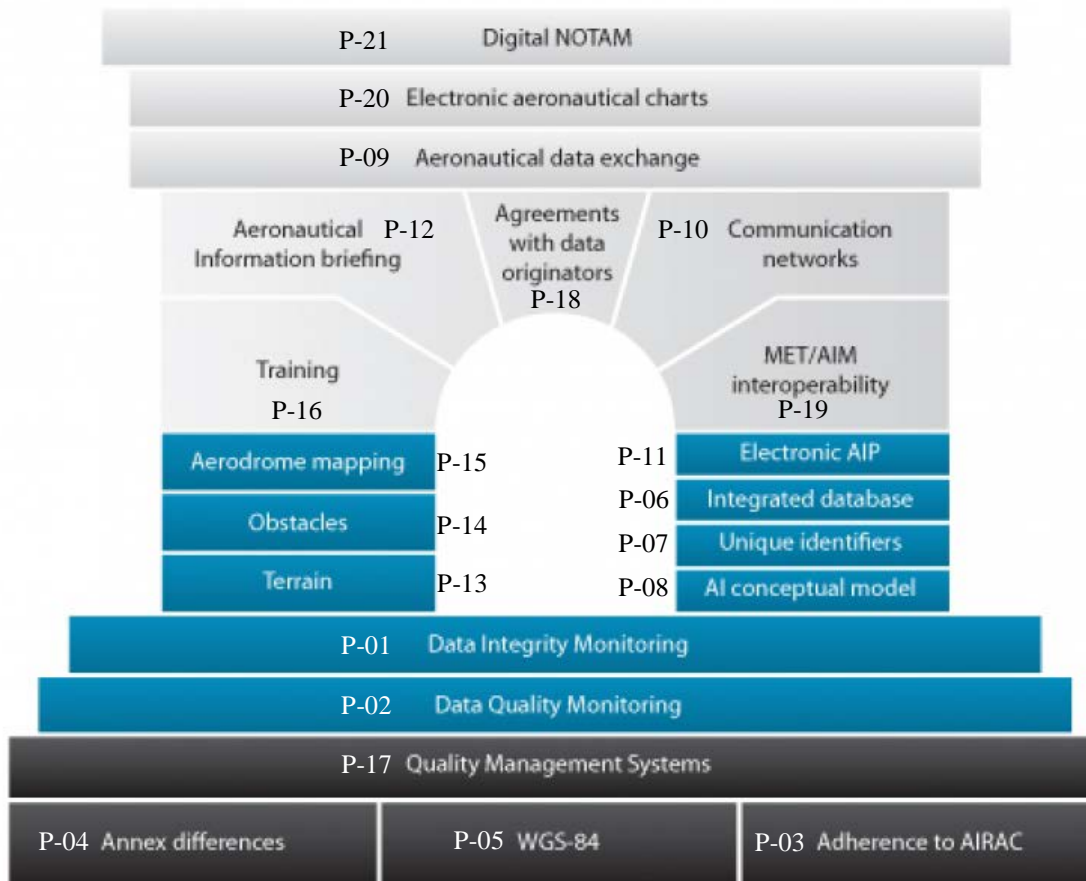 P-21 Digital NOTAM
P-20 Electronic aeronautical charts
P-09 Aeronautical data exchange
Aeronautical P-12
Information briefing
Agreements
with data
originators
P-18
P-10 Communication
networks
Training
P-16
MET/AIM
interoperability
P-19
Aerodrome mapping P-15
Obstacles P-14
Terrain P-13
P-11 Electronic AIP
P-06 Integrated database
P-07 Unique identifiers
P-08 AI conceptual model
P-01 Data Integrity Monitoring
P-02 Data Quality Monitoring
P-17 Quality Management Systems
P-04 Annex differences
P-05 WGS-84
P-03 Adherence to AIRAC